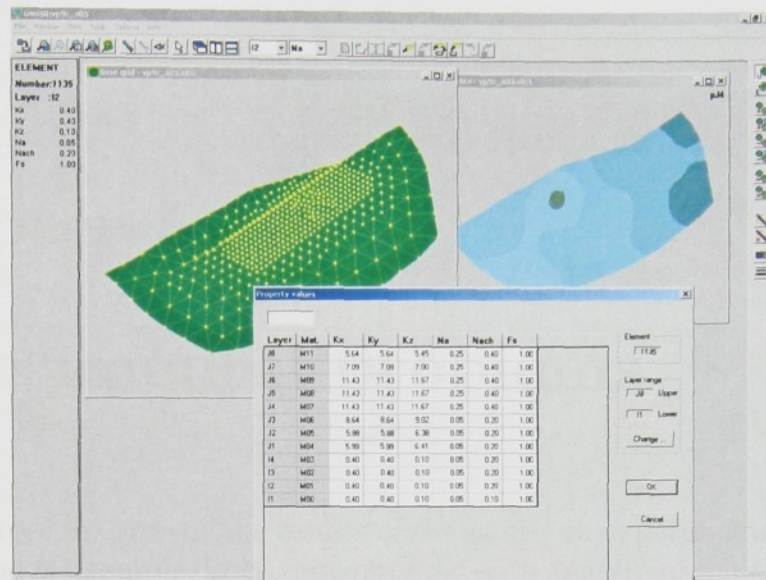 ELEMENT
Number:1135
Layer :I2
Kx 0.40
Ky 0.40
Kz 0.10
Na 0.05
Nach 0.20
Fs 1.00
I2
Na
Property values
Layer Mat. Kx Ky Kz Na Nach Fs
J8 M11 5.64 5.64 5.45 0.25 0.40 1.00
J7 M10 7.09 7.09 7.00 0.25 0.40 1.00
J6 M09 11.43 11.43 11.67 0.25 0.40 1.00
J5 M08 11.43 11.43 11.67 0.25 0.40 1.00
J4 M07 11.43 11.43 11.67 0.25 0.40 1.00
J3 M06 8.64 8.64 9.02 0.05 0.20 1.00
J2 M05 5.98 5.98 6.38 0.05 0.20 1.00
J1 M04 5.99 5.99 6.41 0.05 0.20 1.00
I4 M03 0.40 0.40 0.10 0.05 0.20 1.00
I3 M02 0.40 0.40 0.10 0.05 0.20 1.00
I2 M01 0.40 0.40 0.10 0.05 0.20 1.00
I1 M00 0.40 0.40 0.10 0.05 0.10 1.00
Element
1135
Layer range
J8 Upper
I1 Lower
Change ...
OK
Cancel